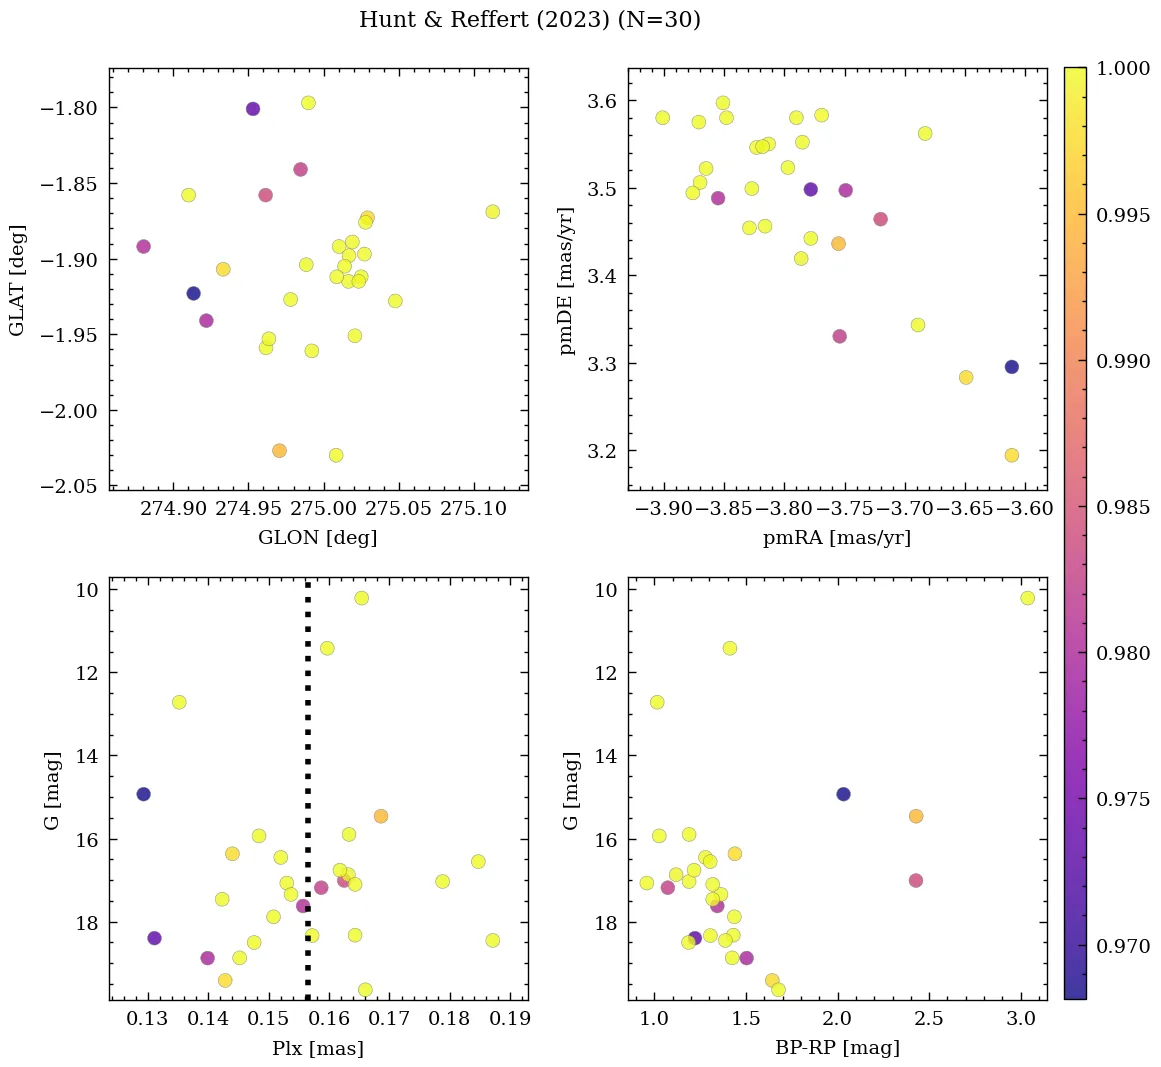 Hunt & Reffert (2023) (N=30)
−1.80
−1.85
−1.90
−1.95
−2.00
−2.05
GLAT [deg]
274.90 274.95 275.00 275.05 275.10
GLON [deg]
3.6
3.5
3.4
3.3
3.2
pmDE [mas/yr]
−3.90 −3.85 −3.80 −3.75 −3.70 −3.65 −3.60
pmRA [mas/yr]
1.000
0.995
0.990
0.985
0.980
0.975
0.970
10
12
14
16
18
G [mag]
0.13 0.14 0.15 0.16 0.17 0.18 0.19
Plx [mas]
10
12
14
16
18
G [mag]
1.0 1.5 2.0 2.5 3.0
BP-RP [mag]